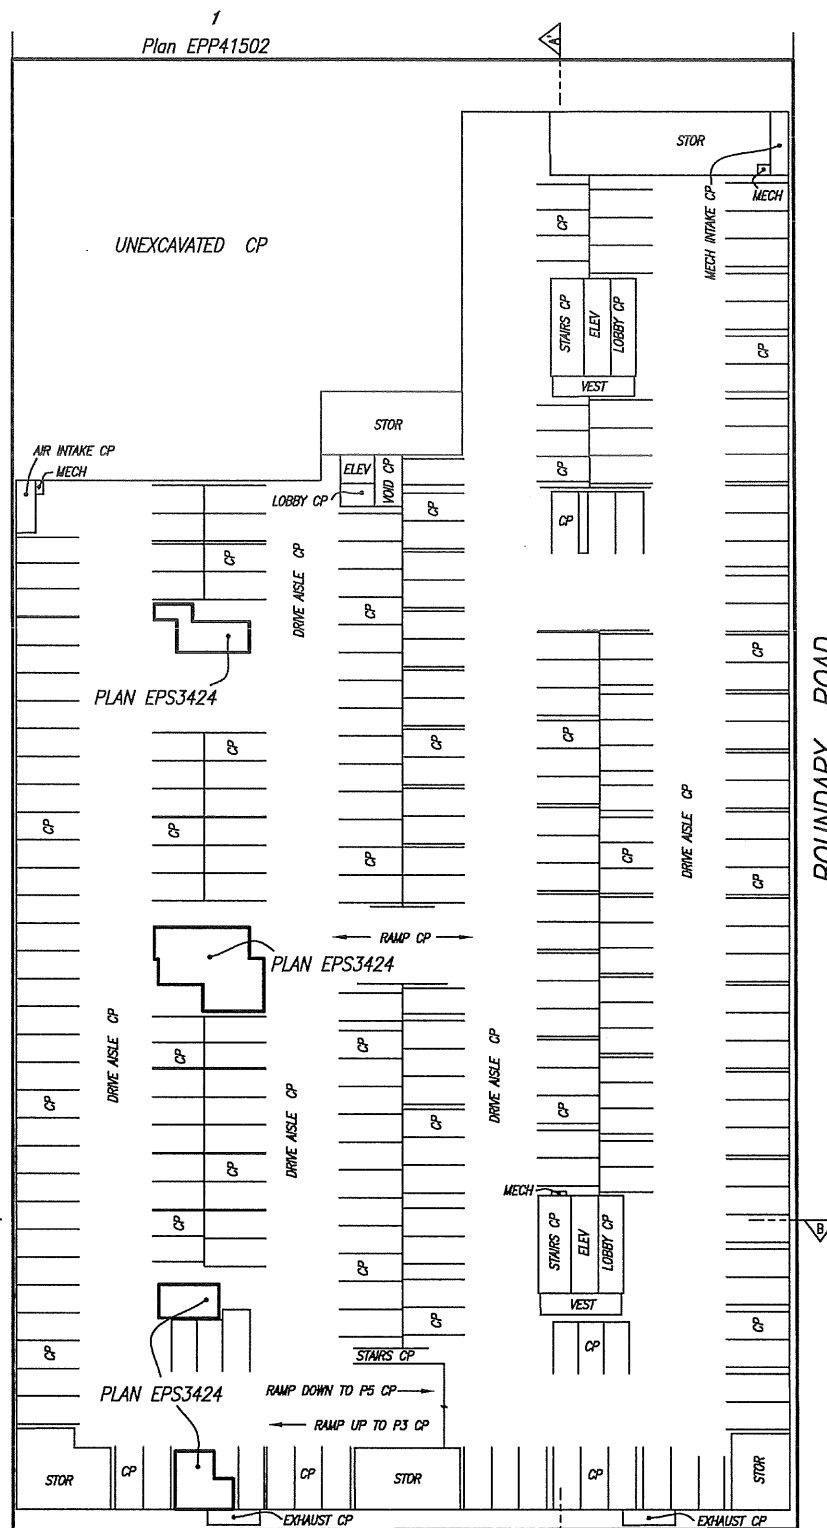 1
Plan EPP41502
A
STOR
MECH INTAKE CP
MECH
CP
UNEXCAVATED CP
STAIRS CP
ELEV
LOBBY CP
CP
VEST
STOR
AIR INTAKE CP
MECH
ELEV
VOID CP
LOBBY CP
CP
CP
CP
CP
DRIVE AISLE CP
CP
PLAN EPS3424
CP
BOUNDARY ROAD
CP
CP
CP
DRIVE AISLE CP
CP
CP
CP
CP
CP
RAMP CP
PLAN EPS3424
DRIVE AISLE CP
CP
CP
DRIVE AISLE CP
DRIVE AISLE CP
CP
CP
CP
CP
MECH
CP
STAIRS CP
ELEV
LOBBY CP
B
CP
VEST
CP
CP
CP
CP
STAIRS CP
PLAN EPS3424
RAMP DOWN TO P5 CP
RAMP UP TO P3 CP
STOR
CP
CP
STOR
CP
STOR
EXHAUST CP
EXHAUST CP